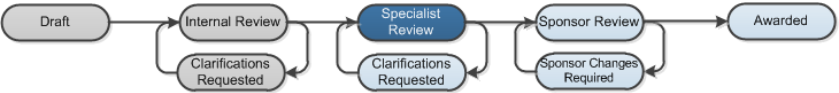 Draft
Internal Review
Specialist
Review
Sponsor Review
Awarded
Clarifications
Requested
Clarifications
Requested
Sponsor Changes
Required